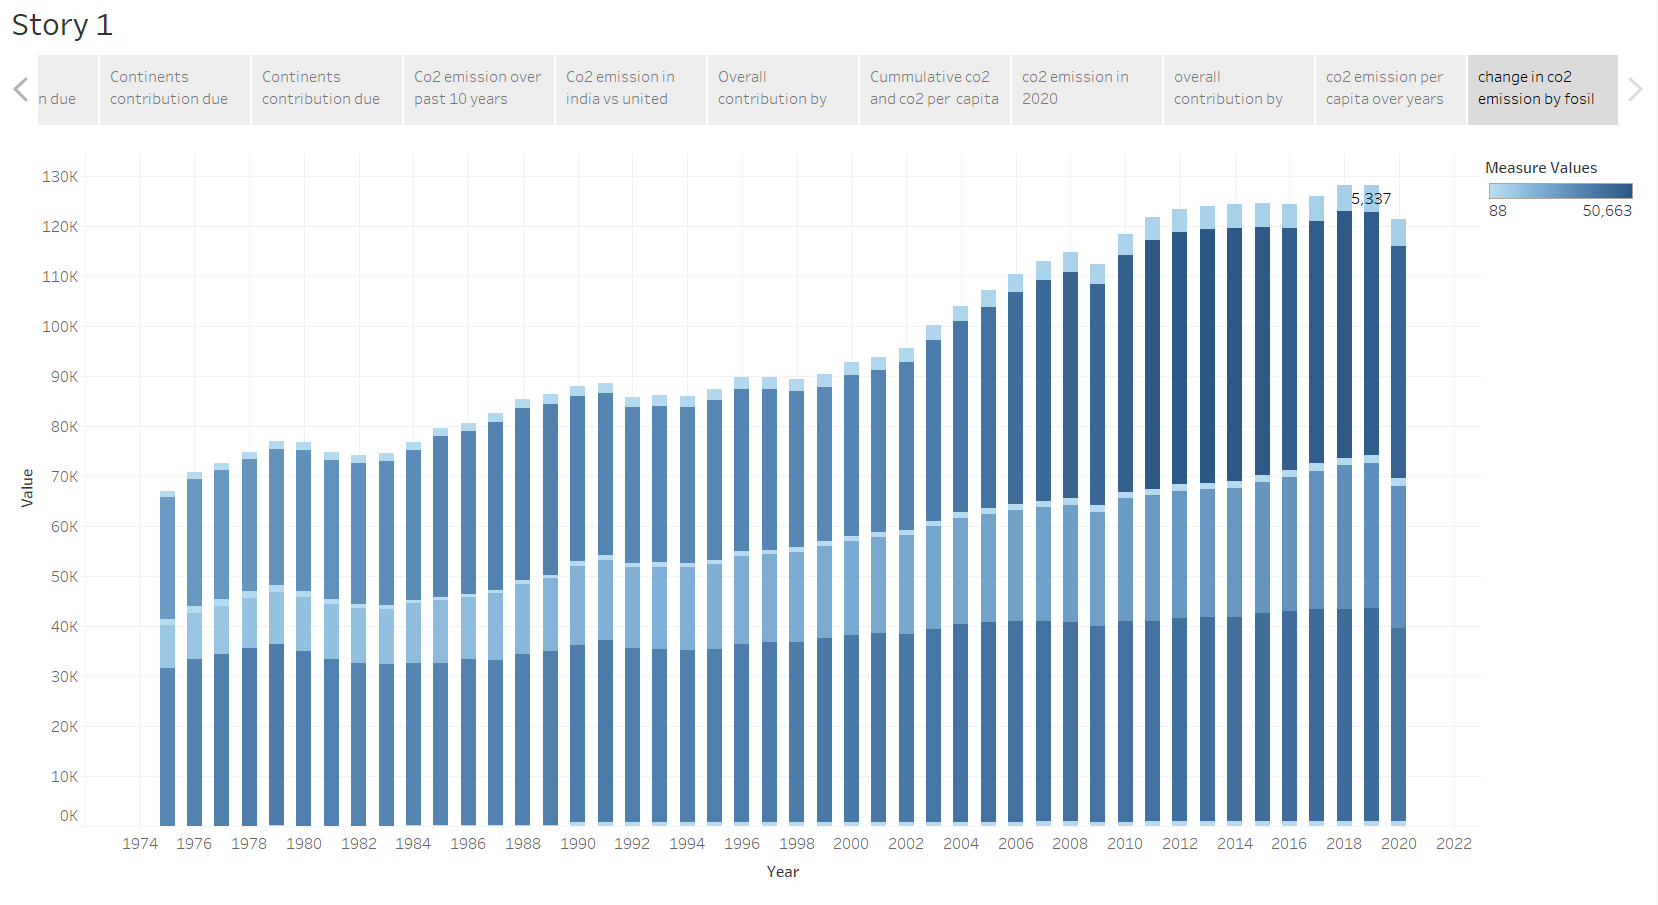 Story 1
n due
Continents
contribution due
Continents
contribution due
Co2 emission over
past 10 years
Co2 emission in
india vs united
Overall
contribution by
Cummulative co2
and co2 per capita
co2 emission in
2020
overall
contribution by
co2 emission per
capita over years
change in co2
emission by fosil
130K
120K
110K
100K
90K
80K
70K
60K
50K
40K
30K
20K
10K
0K
Value
5,337
1974 1976 1978 1980 1982 1984 1986 1988 1990 1992 1994 1996 1998 2000 2002 2004 2006 2008 2010 2012 2014 2016 2018 2020 2022
Year
Measure Values
88 50,663